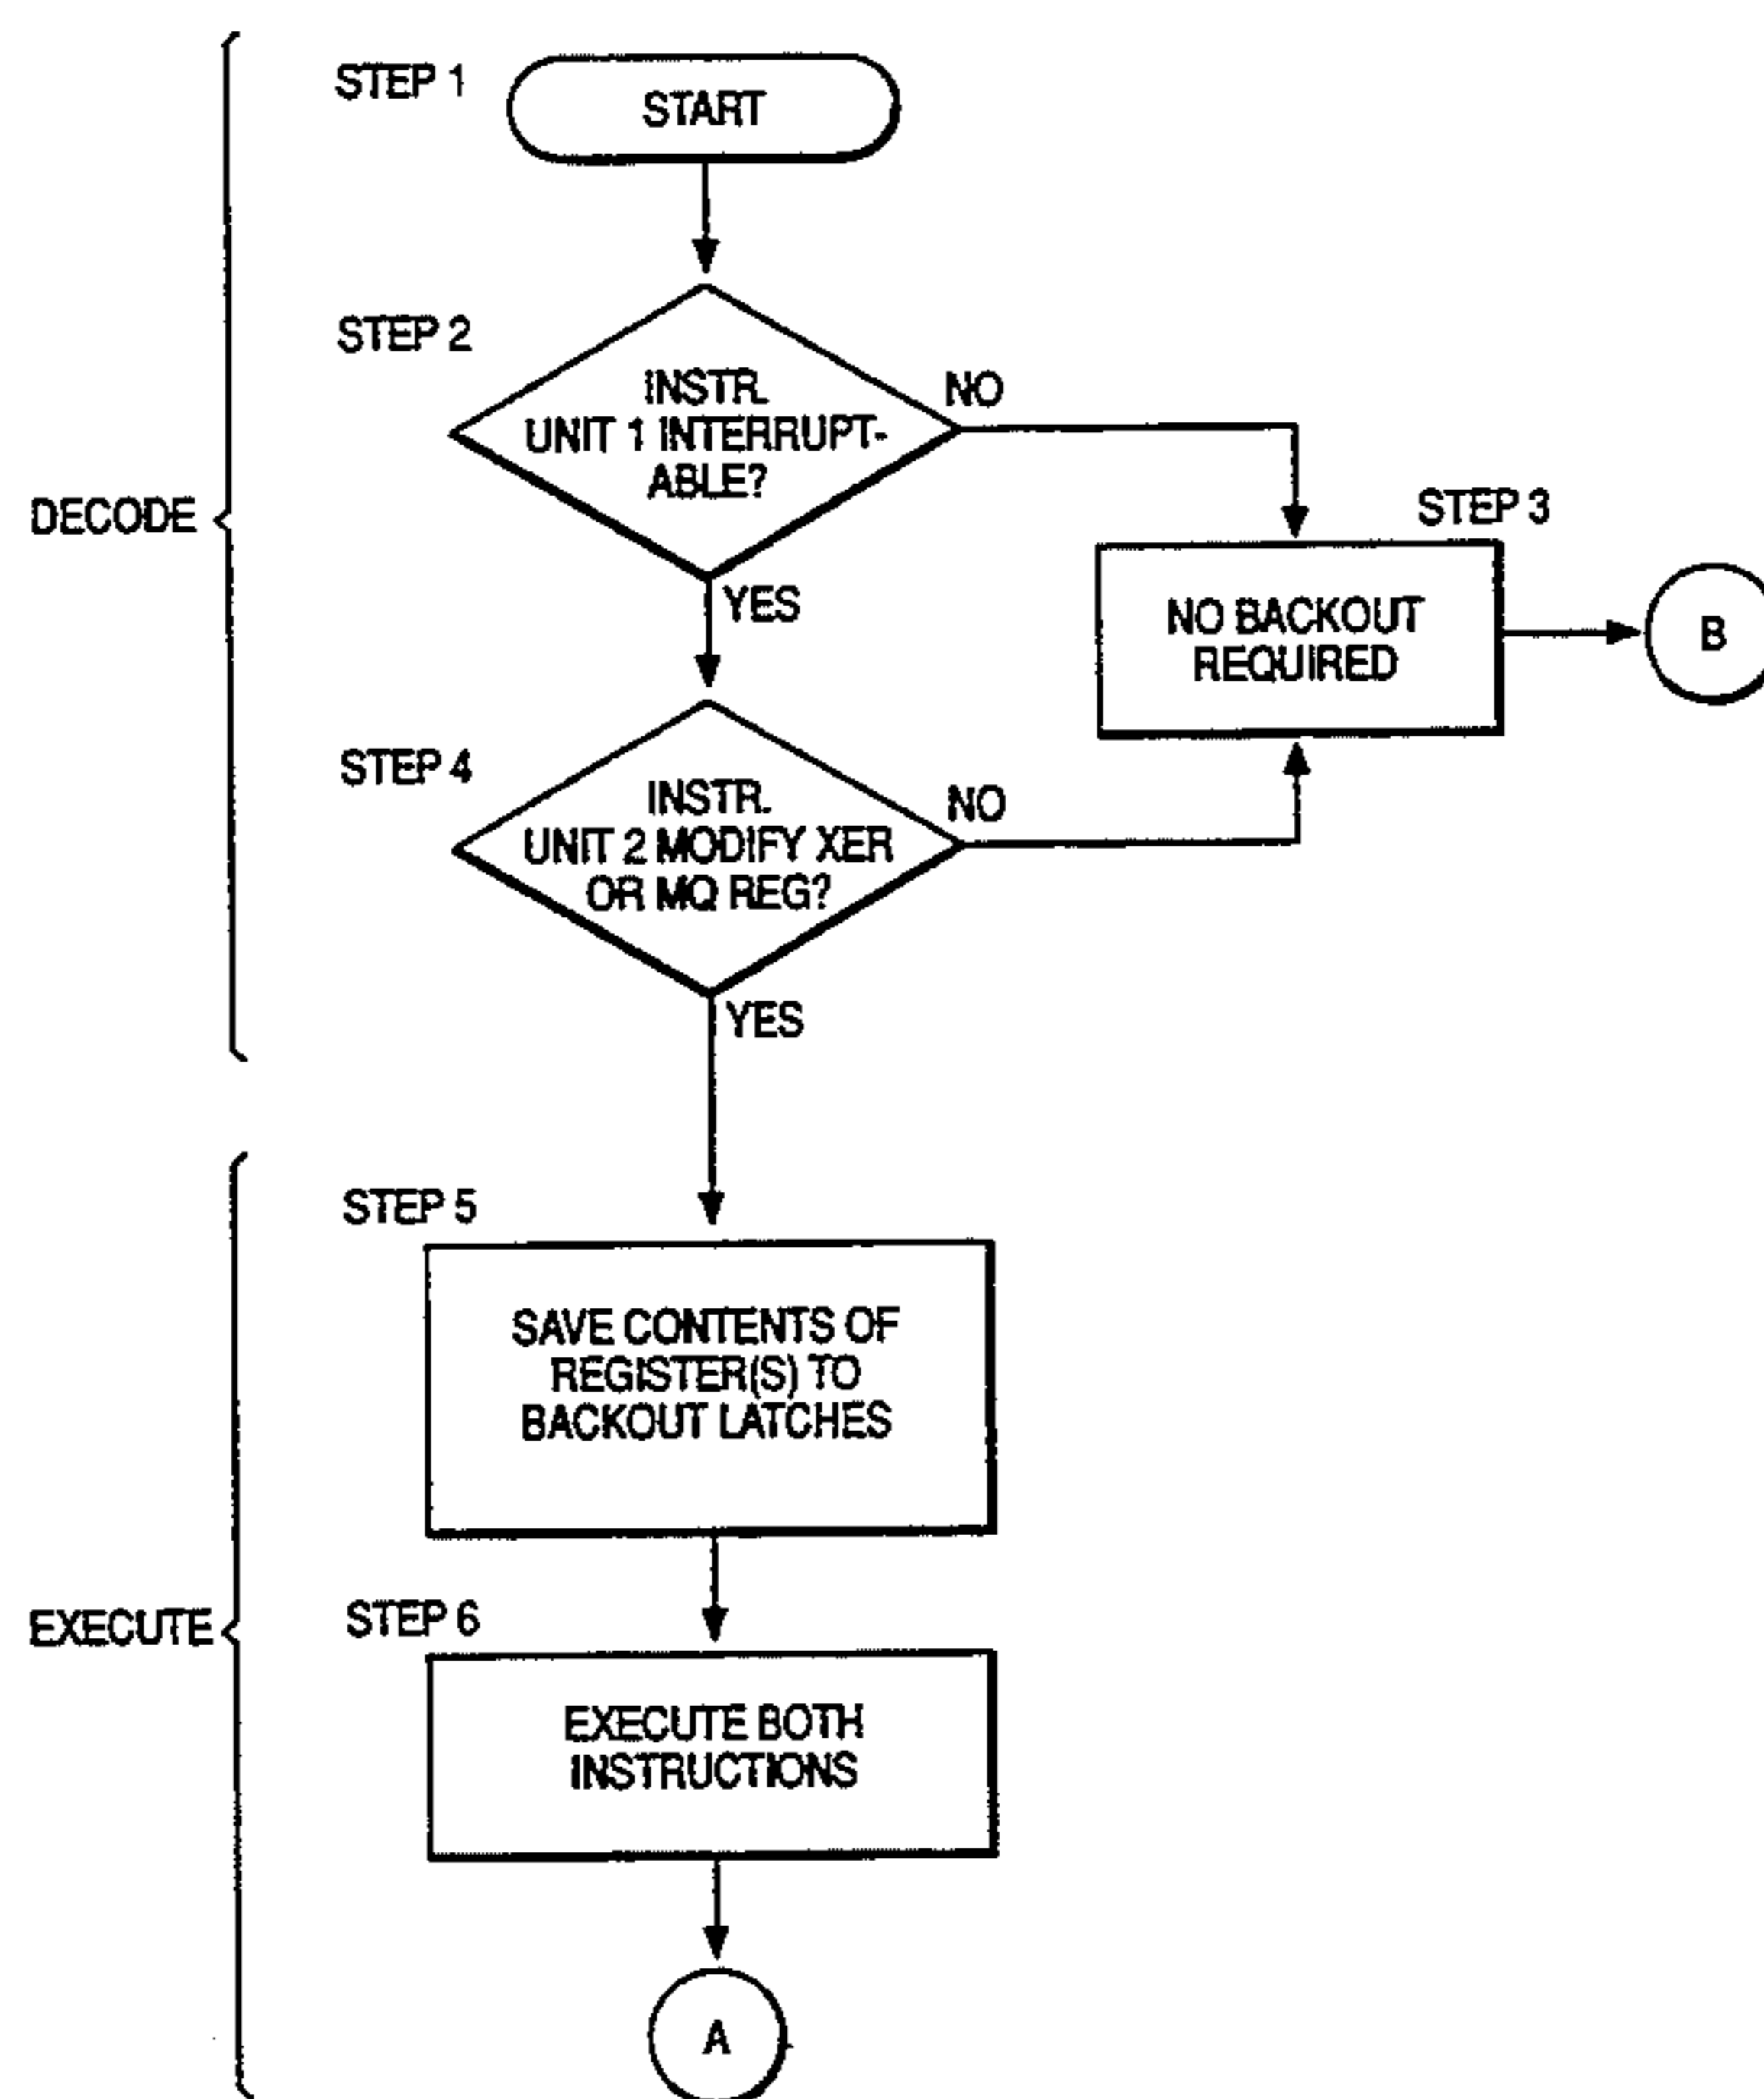 STEP 1
START
STEP 2
INSTR.
UNIT 1 INTERRUPT-
ABLE?
NO
YES
DECODE
STEP 3
NO BACKOUT
REQUIRED
B
STEP 4
INSTR.
UNIT 2 MODIFY XER
OR MQ REG?
NO
YES
STEP 5
SAVE CONTENTS OF
REGISTER(S) TO
BACKOUT LATCHES
EXECUTE
STEP 6
EXECUTE BOTH
INSTRUCTIONS
A